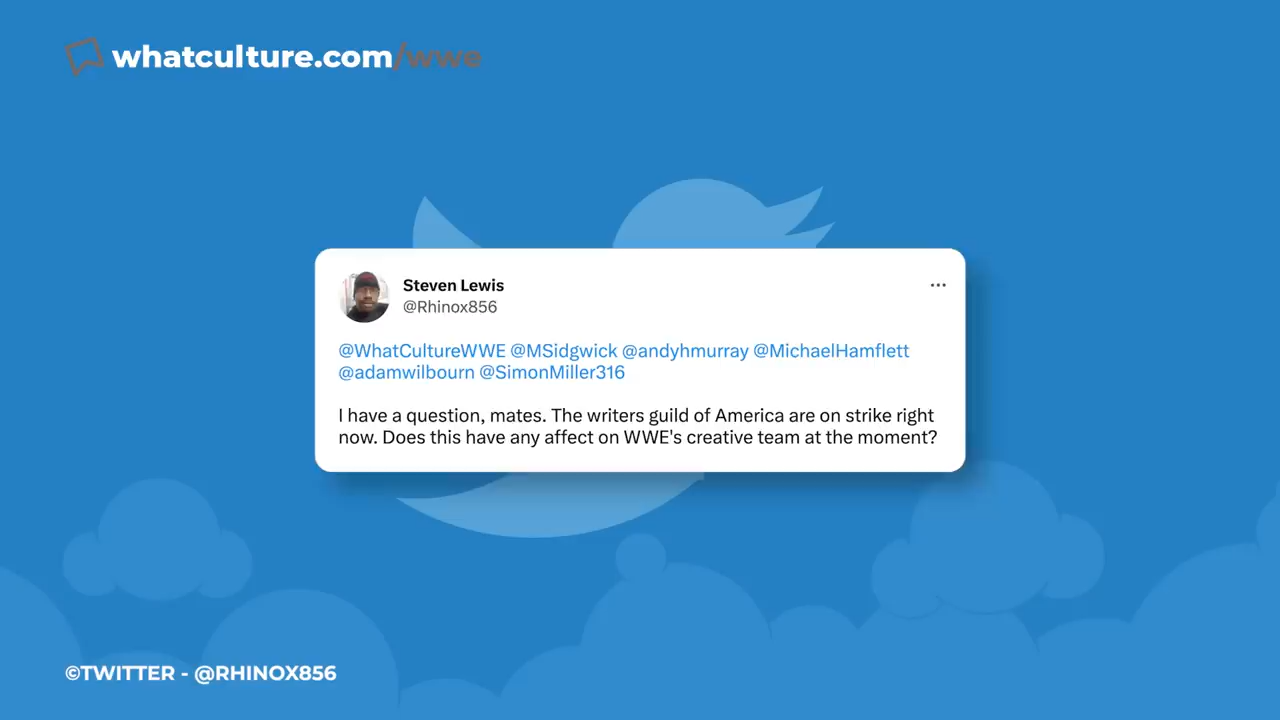 whatculture.com/wwe
Steven Lewis
@Rhinox856
@WhatCultureWWE @MSidgwick @andyhmurray @MichaelHamflett
@adamwilbourn @SimonMiller316
I have a question, mates. The writers guild of America are on strike right
now. Does this have any affect on WWE's creative team at the moment?
©TWITTER - @RHINOX856